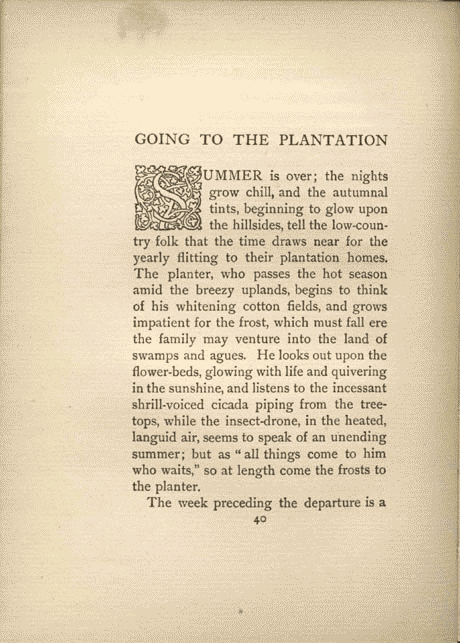 GOING TO THE PLANTATION
SUMMER is over; the nights
grow chill, and the autumnal
tints, beginning to glow upon
the hillsides, tell the low-coun-
try folk that the time draws near for the
yearly flitting to their plantation homes.
The planter, who passes the hot season
amid the breezy uplands, begins to think
of his whitening cotton fields, and grows
impatient for the frost, which must fall ere
the family may venture into the land of
swamps and agues. He looks out upon the
flower-beds, glowing with life and quivering
in the sunshine, and listens to the incessant
shrill-voiced cicada piping from the tree-
tops, while the insect-drone, in the heated,
languid air, seems to speak of an unending
summer; but as "all things come to him
who waits," so at length come the frosts to
the planter.
The week preceding the departure is a
40